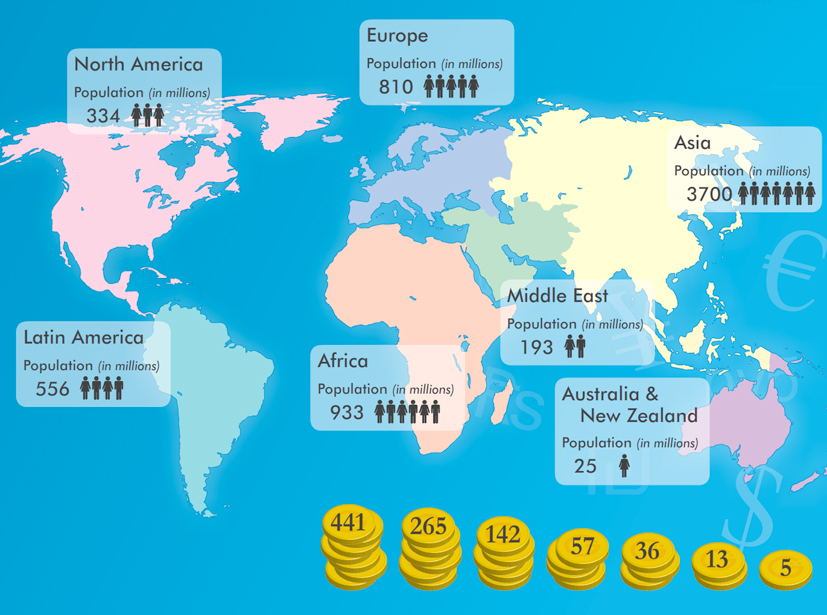 Europe
Population (in millions)
810
North America
Population (in millions)
334
Asia
Population (in millions)
3700
€
Middle East
Population (in millions)
193
Latin America
Population (in millions)
556
Africa
Population (in millions)
933
Australia &
New Zealand
Population (in millions)
25
$
441
265
142
57
36
13
5